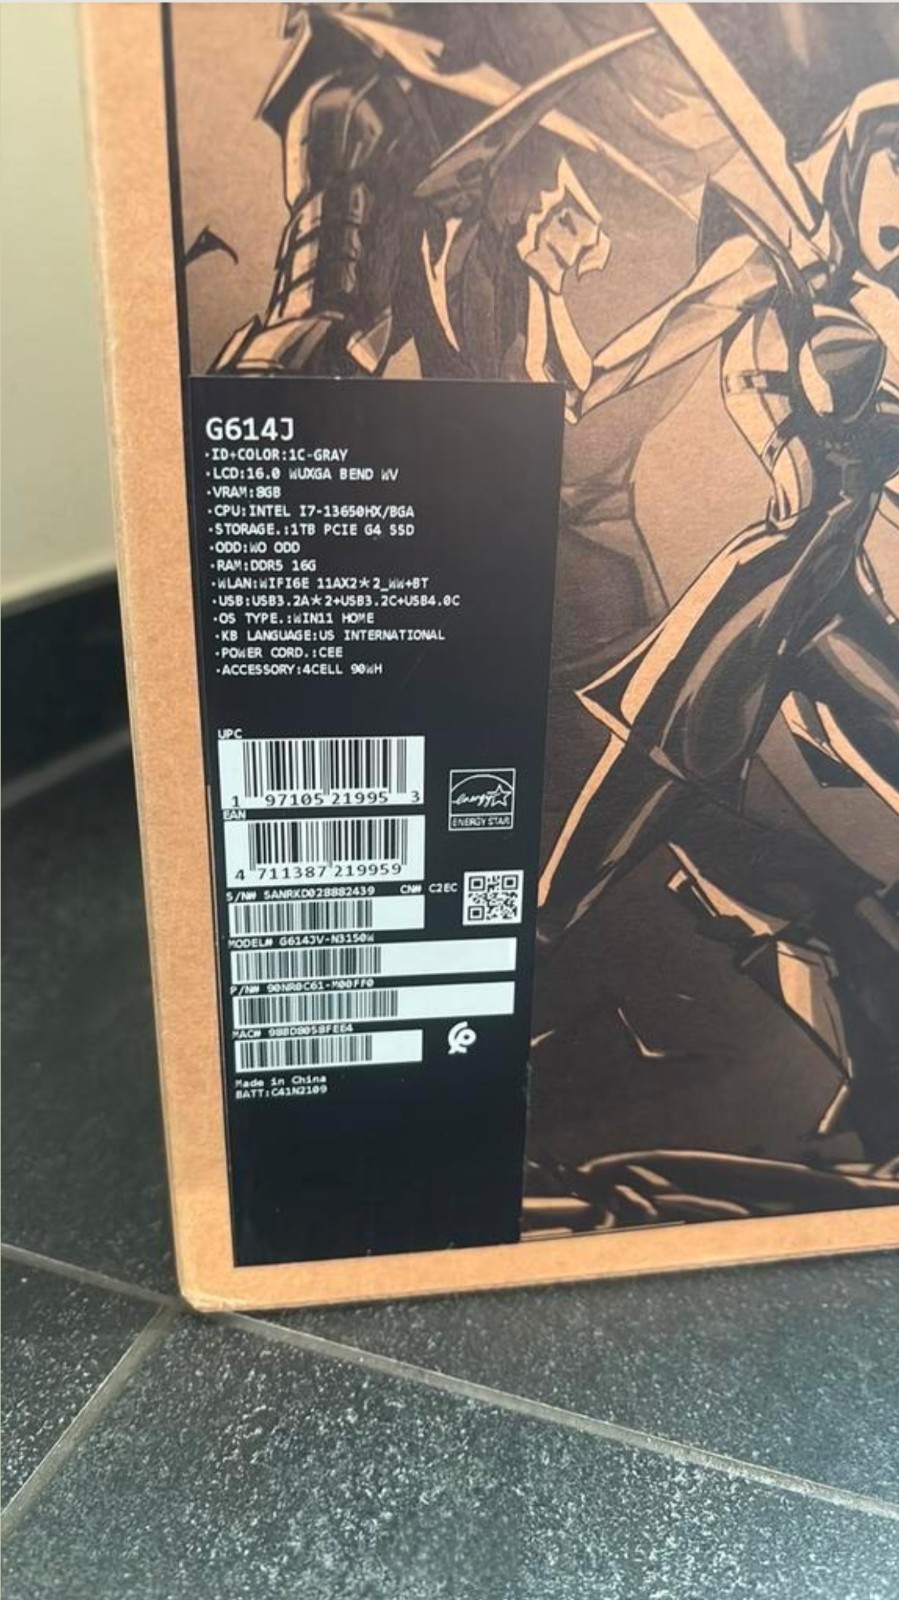 G614J
·ID+COLOR:1C-GRAY
·LCD:16.0 WUXGA BEND WV
·VRAM:8GB
·CPU:INTEL I7-13650HX/BGA
·STORAGE.:1TB PCIE G4 SSD
·ODD:WO ODD
·RAM:DDR5 16G
·WLAN:WIFI6E 11AX2*2_WW+BT
·USB:USB3.2A*2+USB3.2C+USB4.0C
·OS TYPE.:WIN11 HOME
·KB LANGUAGE:US INTERNATIONAL
·POWER CORD.:CEE
·ACCESSORY:4CELL 90WH
UPC
1 97105 21995 3
EAN
4 711387 219959
energy
ENERGY STAR
S/N# SANRKD028882439 CN# C2EC
MODEL# G614JV-N3150W
P/N# 90NR0C61-M00FF0
MAC# 98BD8058FEE4
Made in China
BATT:C41N2109